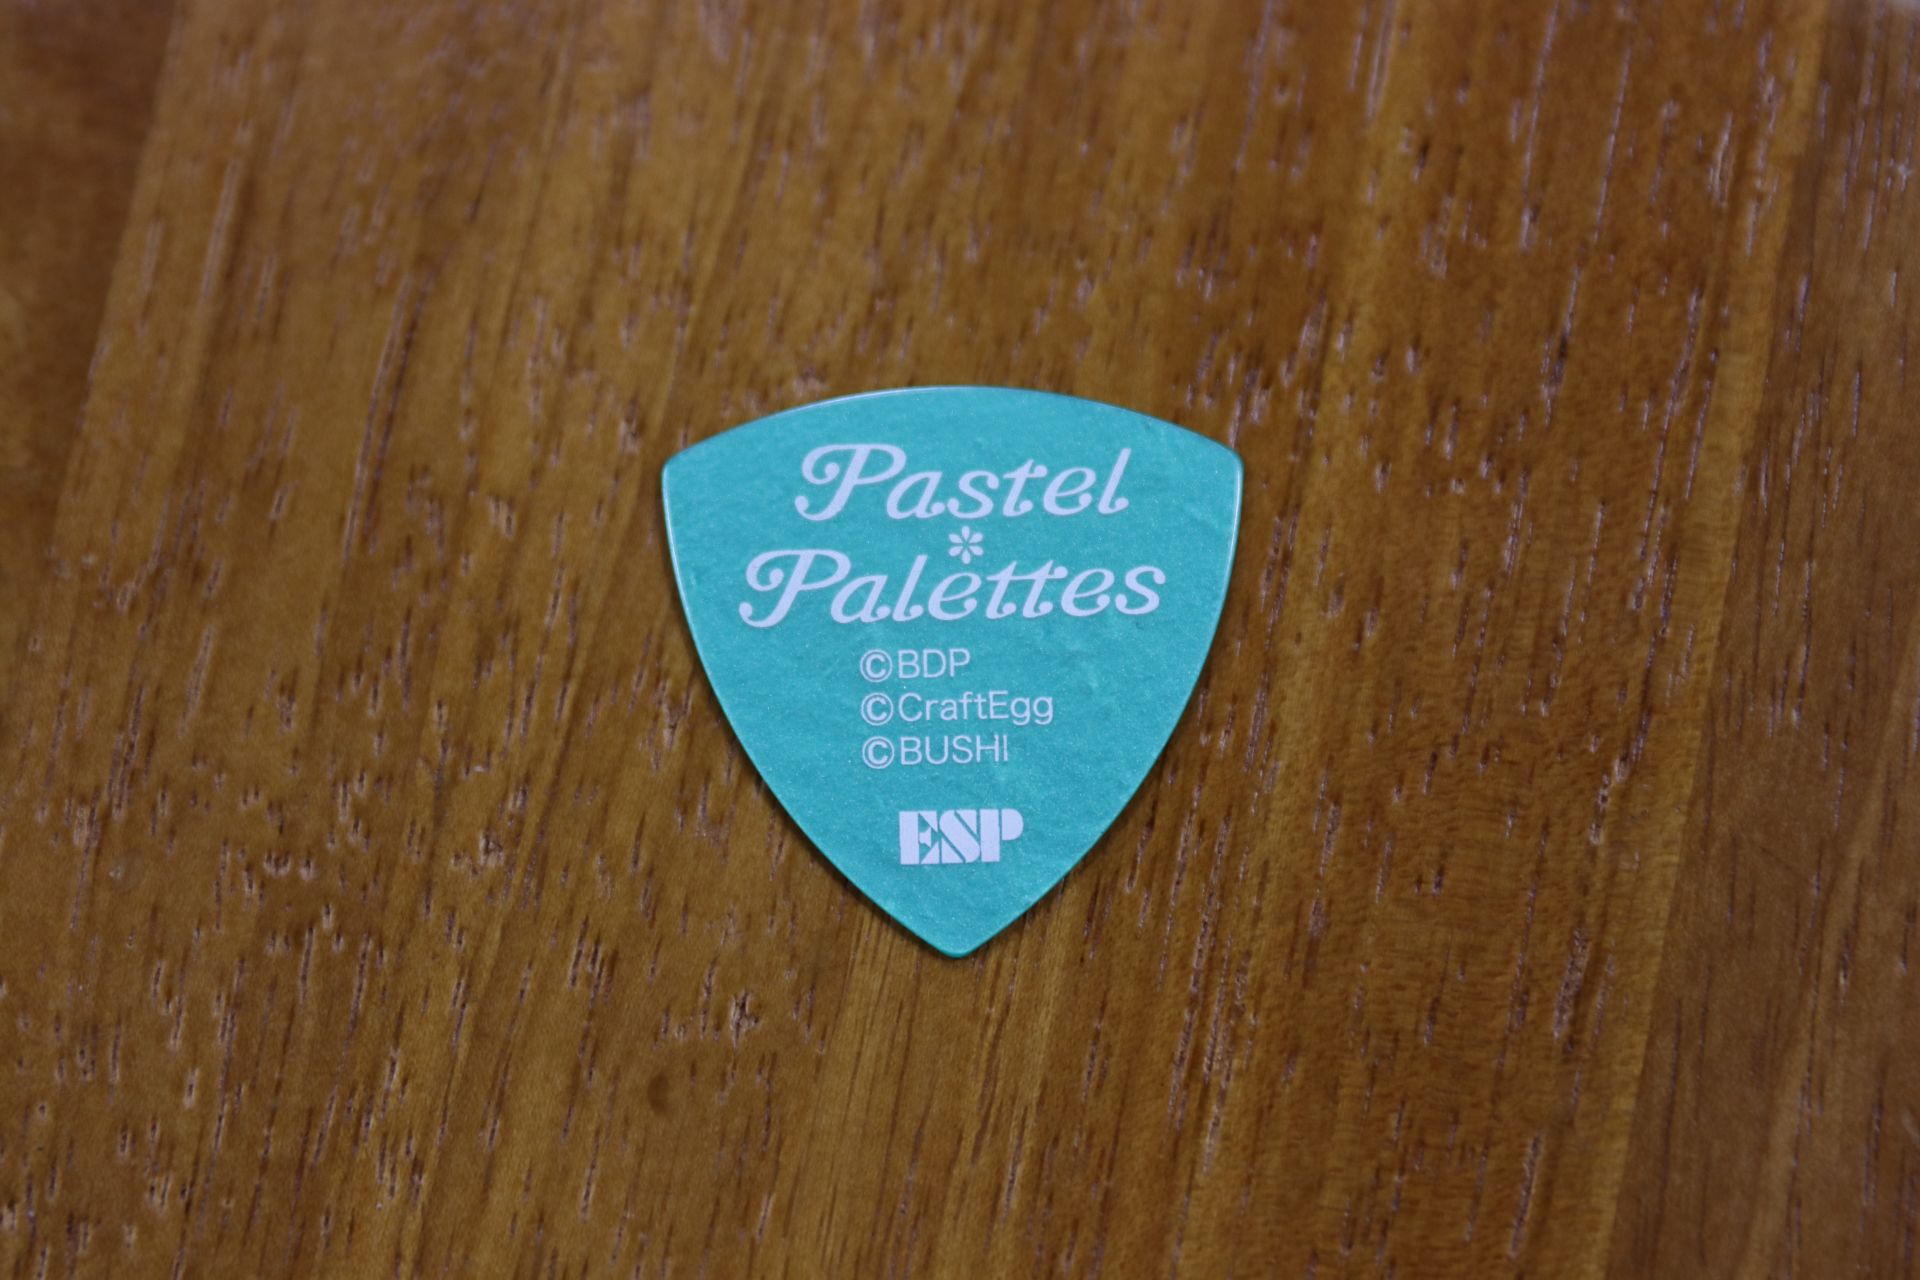 Pastel
✽
Palettes
©BDP
©CraftEgg
©BUSHI
ESP